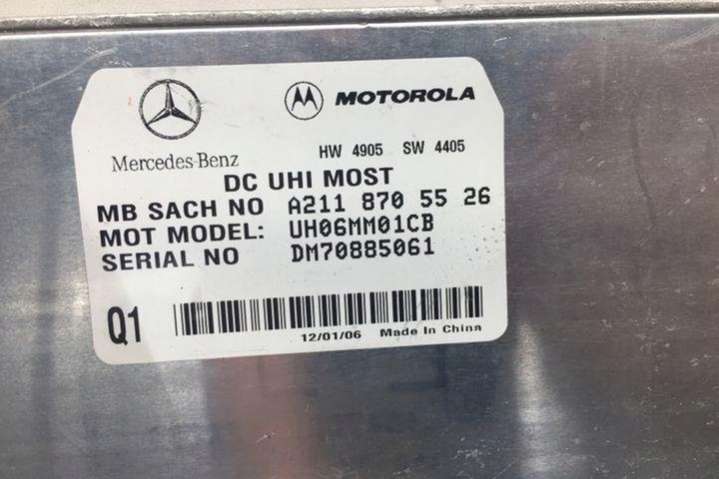 MOTOROLA
Mercedes-Benz
HW 4905 SW 4405
DC UHI MOST
MB SACH NO A211 870 55 26
MOT MODEL: UH06MM01CB
SERIAL NO DM70885061
Q1
12/01/06 Made In China